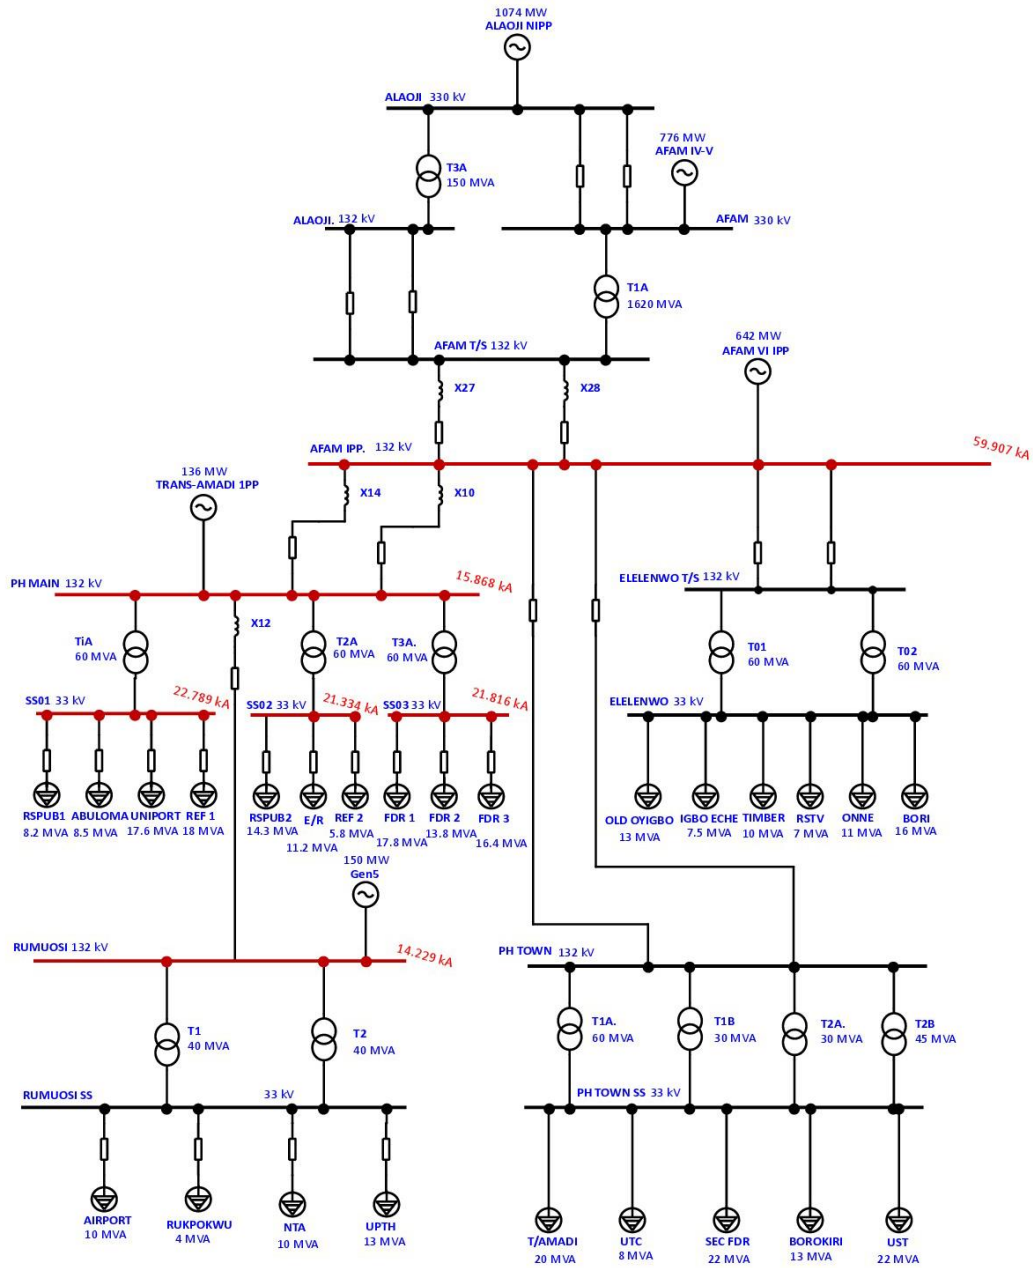 1074 MW
ALAOJI NIPP
ALAOJI 330 kV
776 MW
AFAM IV-V
T3A
150 MVA
ALAOJI. 132 kV
AFAM 330 kV
T1A
1620 MVA
AFAM T/S 132 kV
642 MW
AFAM VI IPP
X27
X28
AFAM IPP. 132 kV
59.907 kA
136 MW
TRANS-AMADI 1PP
X14
X10
PH MAIN 132 kV
15.868 kA
ELELENWO T/S 132 kV
X12
TiA
60 MVA
T2A
60 MVA
T3A.
60 MVA
T01
60 MVA
T02
60 MVA
SS01 33 kV
22.789 kA
SS02 33 kV
21.334 kA
SS03 33 kV
21.816 kA
ELELENWO 33 kV
RSPUB1
8.2 MVA
ABULOMA
8.5 MVA
UNIPORT
17.6 MVA
REF 1
18 MVA
RSPUB2
14.3 MVA
E/R
11.2 MVA
REF 2
5.8 MVA
FDR 1
17.8 MVA
FDR 2
13.8 MVA
FDR 3
16.4 MVA
OLD OYIGBO
13 MVA
IGBO ECHE
7.5 MVA
TIMBER
10 MVA
RSTV
7 MVA
ONNE
11 MVA
BORI
16 MVA
150 MW
Gen5
RUMUOSI 132 kV
14.229 kA
PH TOWN 132 kV
T1
40 MVA
T2
40 MVA
T1A.
60 MVA
T1B
30 MVA
T2A.
30 MVA
T2B
45 MVA
RUMUOSI SS 33 kV
PH TOWN SS 33 kV
AIRPORT
10 MVA
RUKPOKWU
4 MVA
NTA
10 MVA
UPTH
13 MVA
T/AMADI
20 MVA
UTC
8 MVA
SEC FDR
22 MVA
BOROKIRI
13 MVA
UST
22 MVA